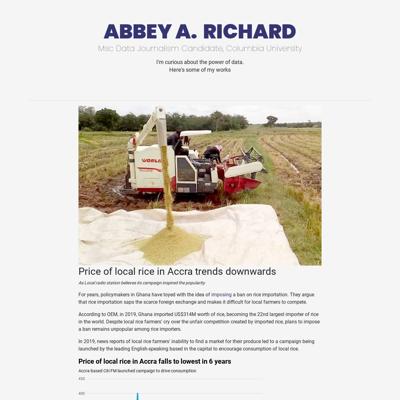 ABBEY A. RICHARD
Msc Data Journalism Candidate, Columbia University
I'm curious about the power of data.
Here's some of my works
WORLD
Price of local rice in Accra trends downwards
As Local radio station believes its campaign inspired the popularity
For years, policymakers in Ghana have toyed with the idea of imposing a ban on rice importation. They argue
that rice importation saps the scarce foreign exchange and makes it difficult for local farmers to compete.
According to OEM, in 2019, Ghana imported US$314M worth of rice, becoming the 22nd largest importer of rice
in the world. Despite local rice farmers' cry over the unfair competition created by imported rice, plans to impose
a ban remains unpopular among rice importers.
In 2019, news reports of local rice farmers' inability to find a market for their produce led to a campaign being
launched by the leading English-speaking based in the capital to encourage consumption of local rice.
Price of local rice in Accra falls to lowest in 6 years
Accra based Citi FM launched campaign to drive consumption
450
400